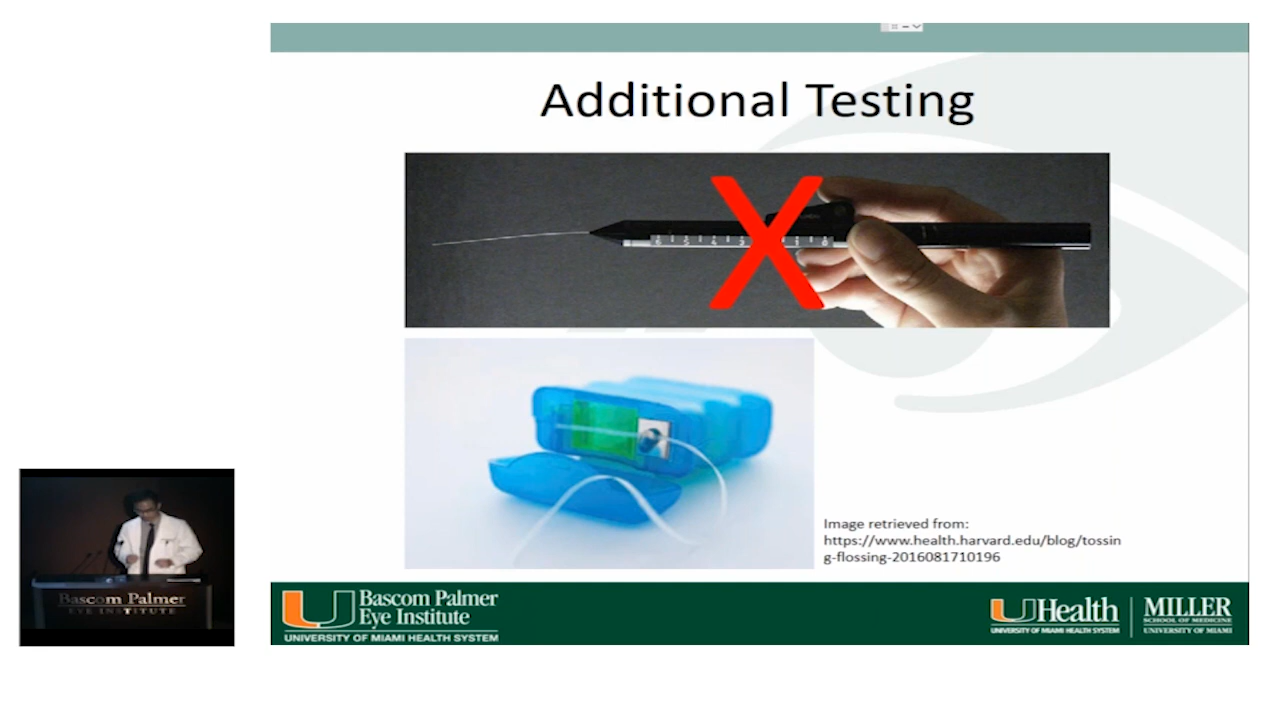 Additional Testing
X
Image retrieved from:
https://www.health.harvard.edu/blog/tossin
g-flossing-2016081710196
Bascom Palmer
Eye Institute
UNIVERSITY OF MIAMI HEALTH SYSTEM
UHealth
UNIVERSITY OF MIAMI HEALTH SYSTEM
MILLER
SCHOOL OF MEDICINE
UNIVERSITY OF MIAMI
Bascom Palmer
EYE INSTITUTE